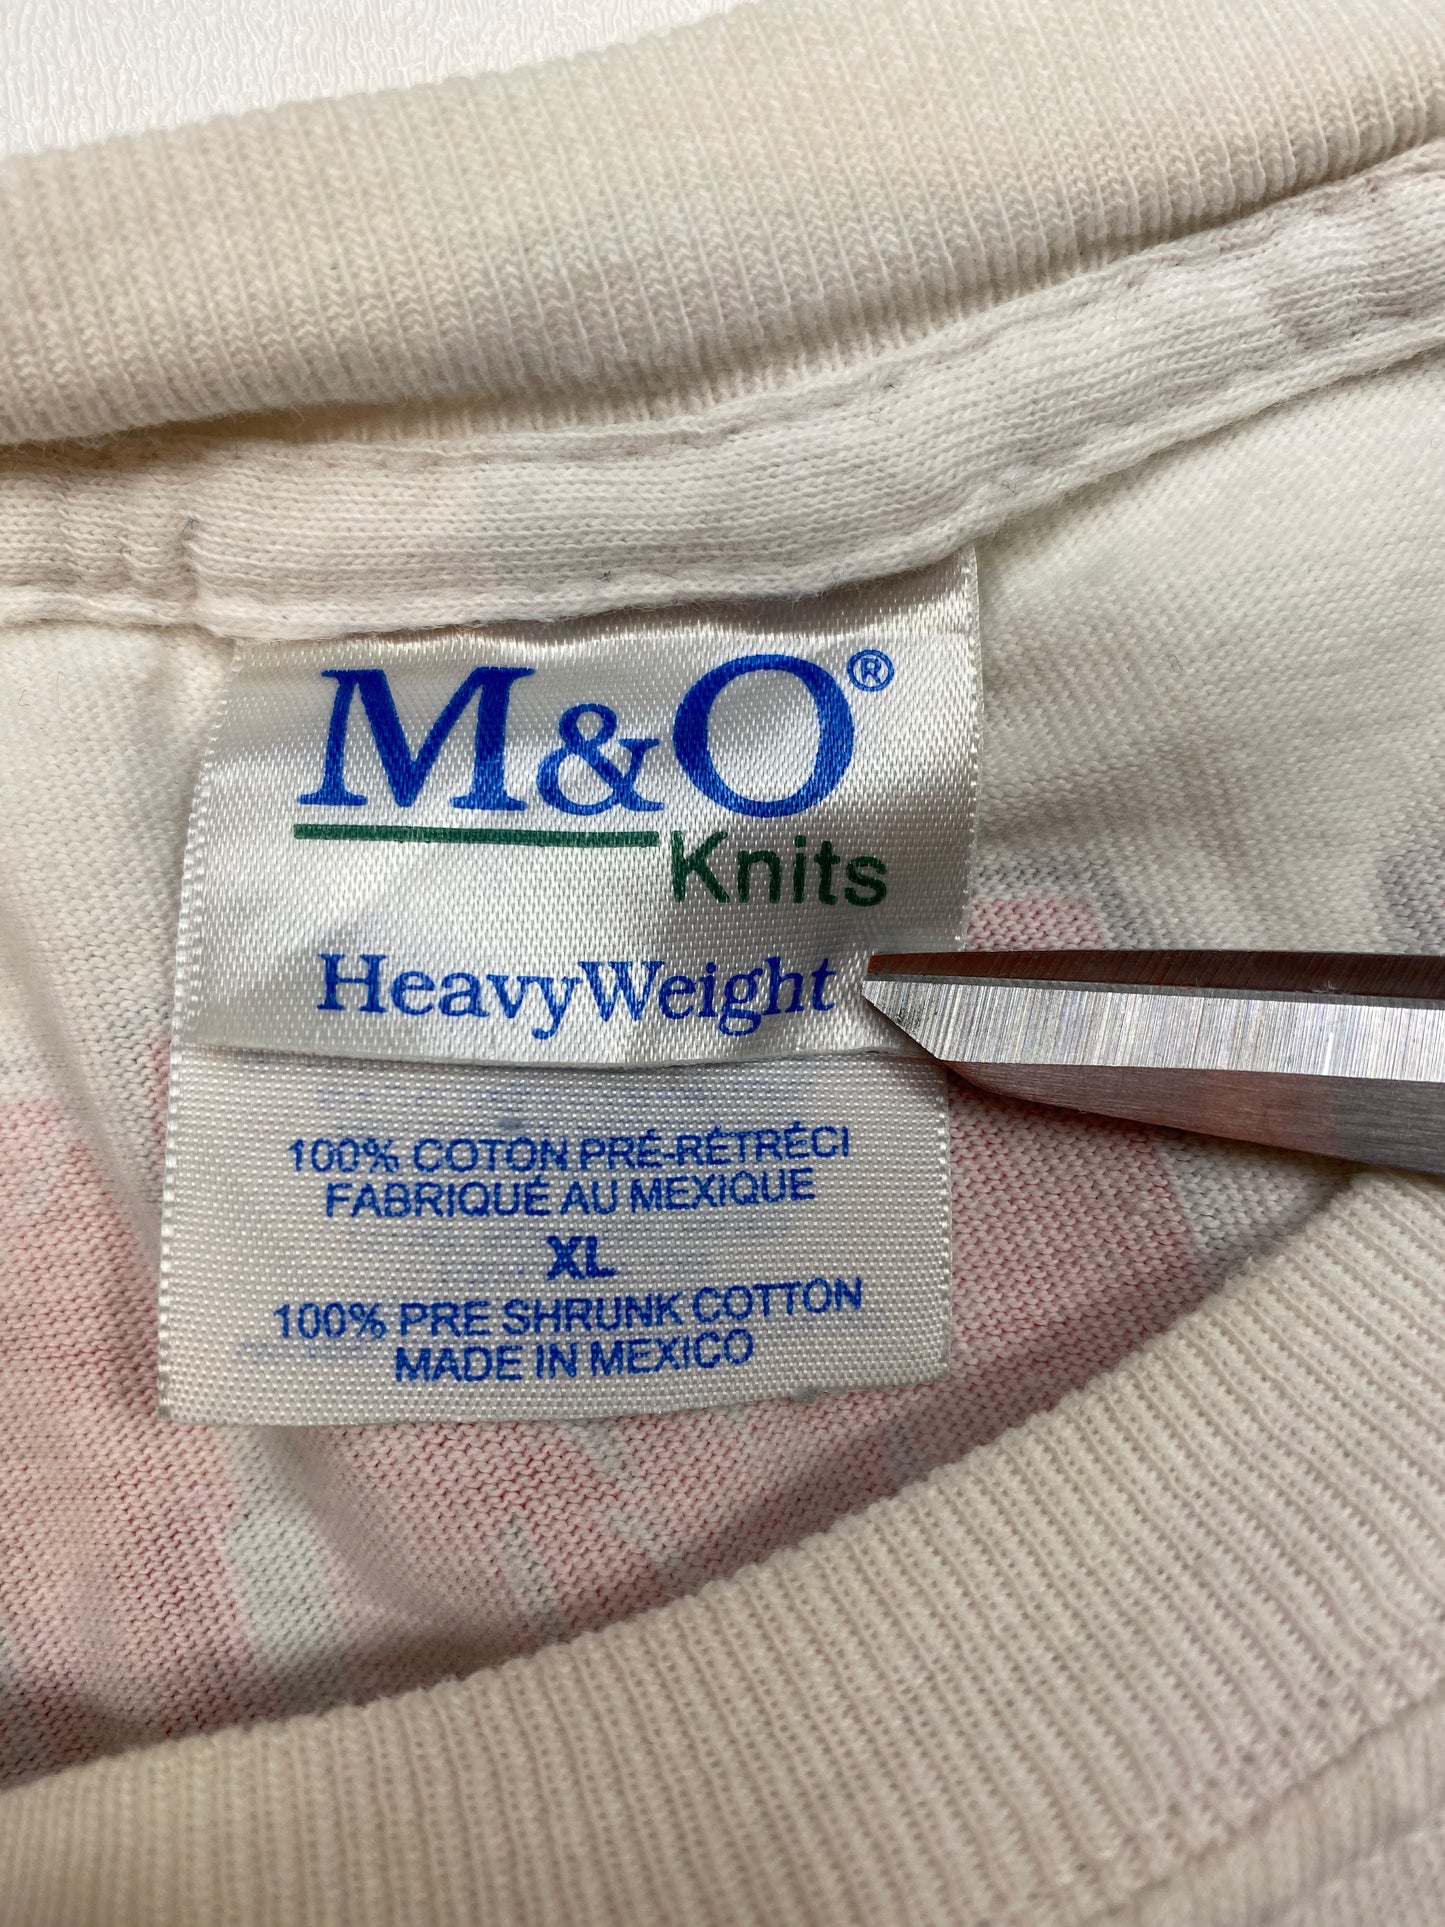 M&O®
Knits
HeavyWeight
100% COTON PRÉ-RÉTRÉCI
FABRIQUÉ AU MEXIQUE
XL
100% PRE SHRUNK COTTON
MADE IN MEXICO